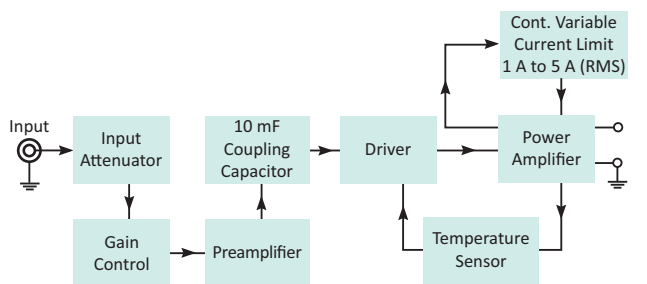 Cont. Variable
Current Limit
1 A to 5 A (RMS)
Input
Input
Attenuator
10 mF
Coupling
Capacitor
Driver
Power
Amplifier
Gain
Control
Preamplifier
Temperature
Sensor